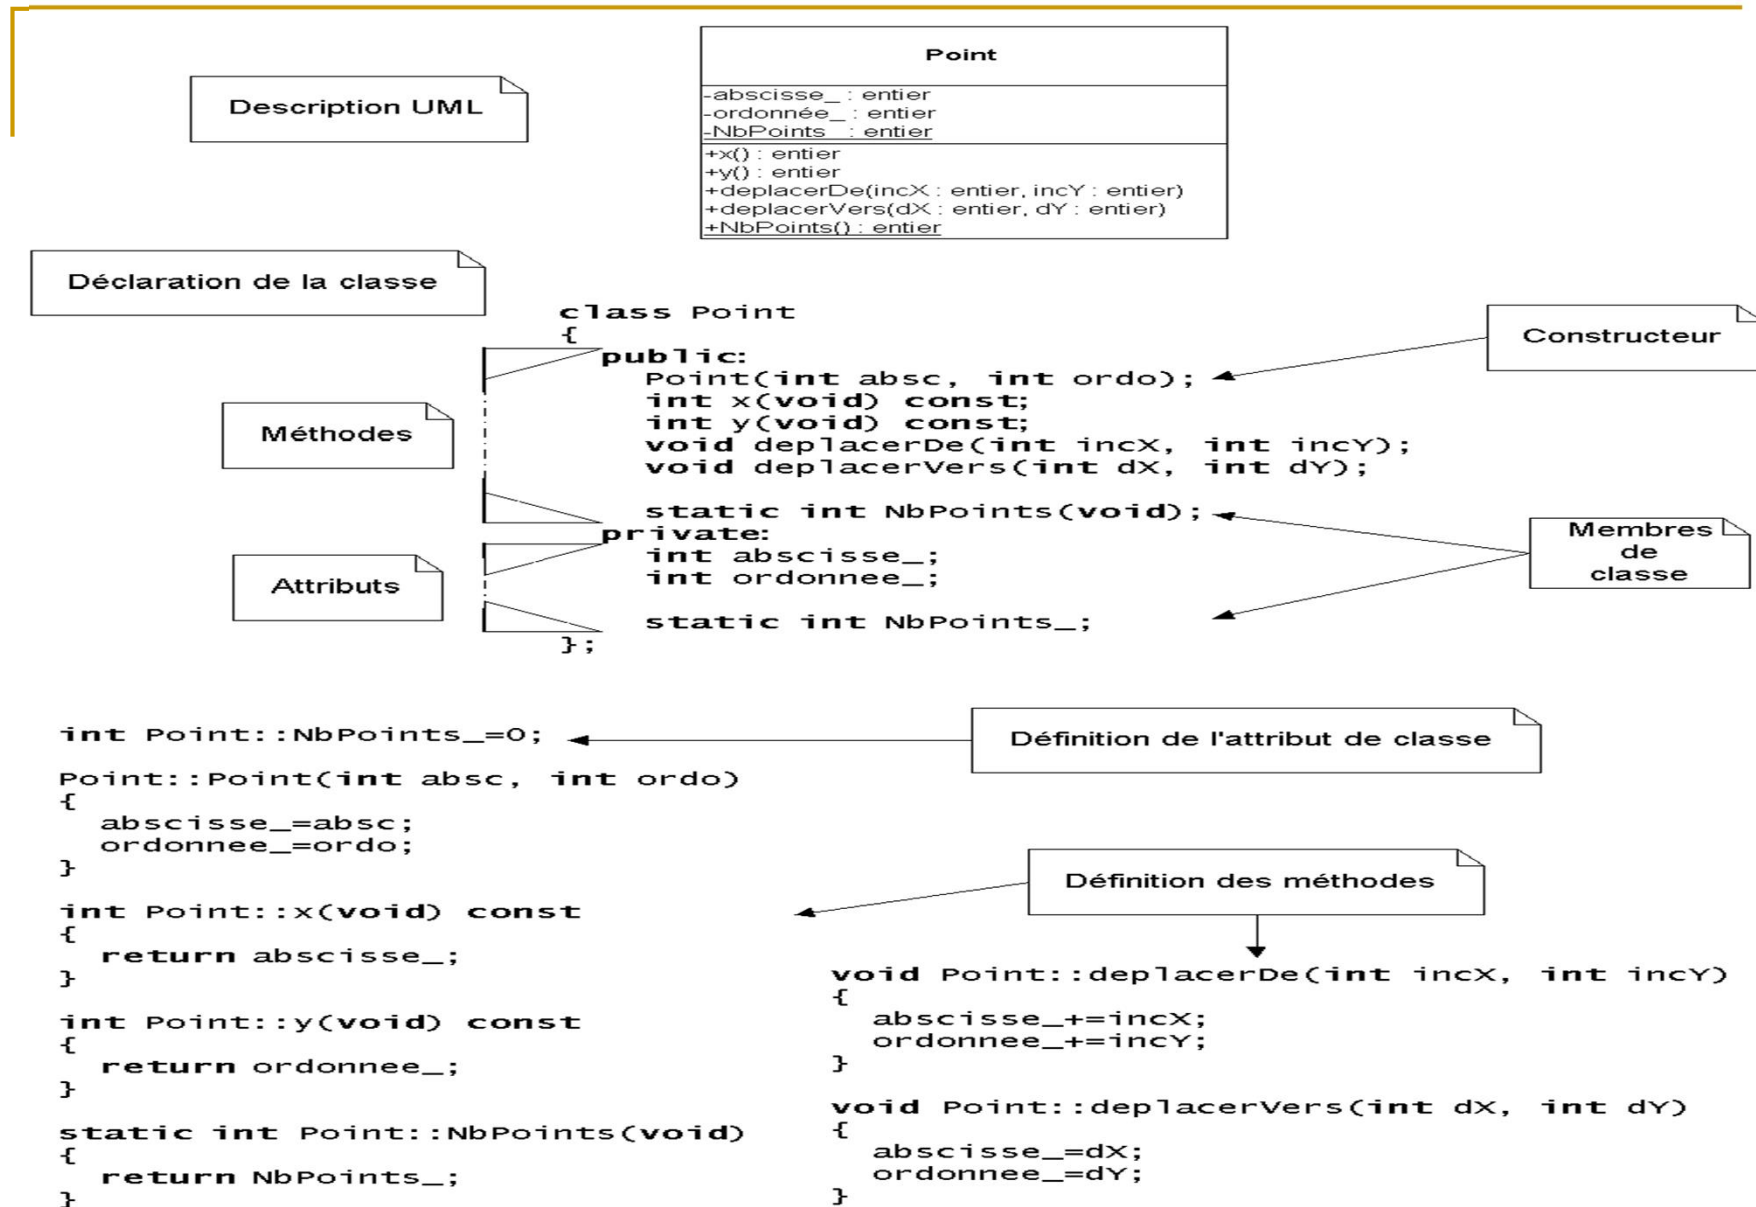 Description UML
Point
-abscisse_ : entier
-ordonnée_ : entier
-NbPoints_ : entier
+x() : entier
+y() : entier
+deplacerDe(incX : entier, incY : entier)
+deplacerVers(dX : entier, dY : entier)
+NbPoints() : entier
Déclaration de la classe
class Point
{
public:
Point(int absc, int ordo);
int x(void) const;
int y(void) const;
void deplacerDe(int incX, int incY);
void deplacerVers(int dX, int dY);
static int NbPoints(void);
private:
int abscisse_;
int ordonnee_;
static int NbPoints_;
};
Constructeur
Méthodes
Membres
de
classe
Attributs
int Point::NbPoints_=0;
Définition de l'attribut de classe
Point::Point(int absc, int ordo)
{
abscisse_=absc;
ordonnee_=ordo;
}
Définition des méthodes
int Point::x(void) const
{
return abscisse_;
}
int Point::y(void) const
{
return ordonnee_;
}
static int Point::NbPoints(void)
{
return NbPoints_;
}
void Point::deplacerDe(int incX, int incY)
{
abscisse_+=incX;
ordonnee_+=incY;
}
void Point::deplacerVers(int dX, int dY)
{
abscisse_=dX;
ordonnee_=dY;
}